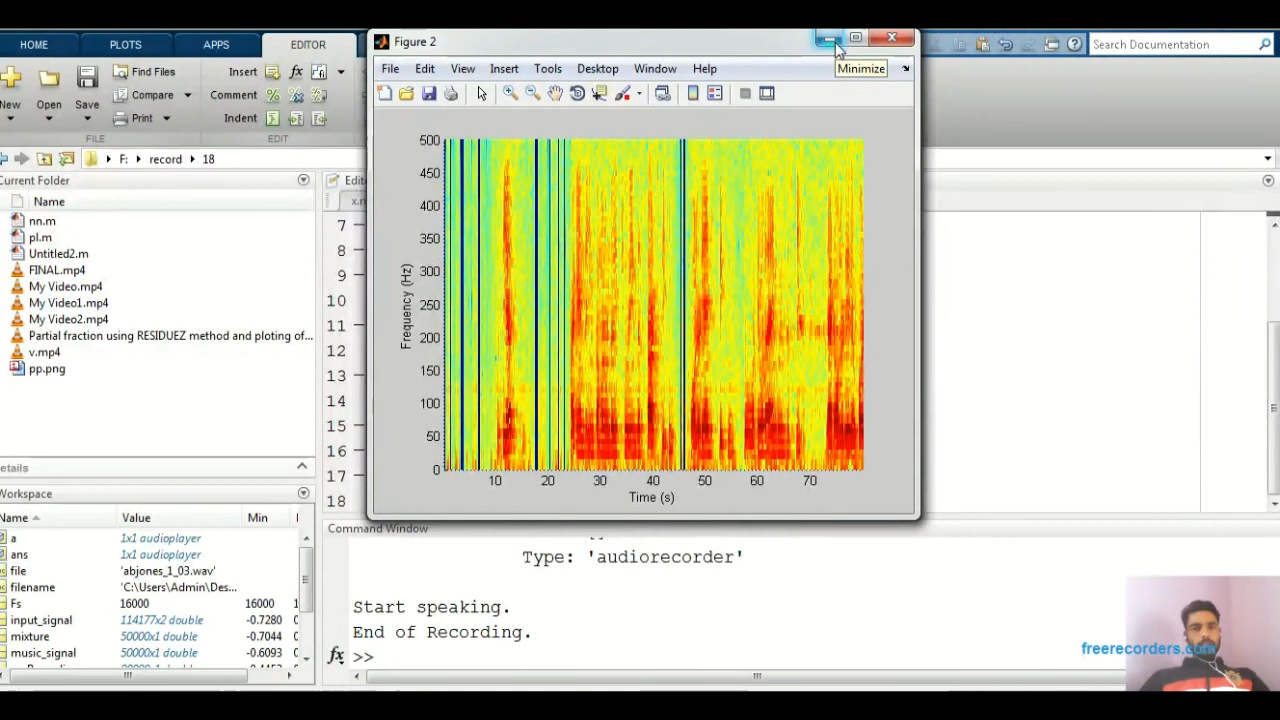 Figure 2
HOME PLOTS APPS EDITOR
Search Documentation
File Edit View Insert Tools Desktop Window Help
Minimize
New Open Save
Find Files
Compare
Print
Insert fx
Comment
Indent
FILE EDIT
F: record 18
Current Folder
Name
nn.m
pl.m
Untitled2.m
FINAL.mp4
My Video.mp4
My Video1.mp4
My Video2.mp4
Partial fraction using RESIDUEZ method and ploting of...
v.mp4
pp.png
etails
Workspace
Name Value Min
a 1x1 audioplayer
ans 1x1 audioplayer
file 'abjones_1_03.wav'
filename 'C:\Users\Admin\Des...
Fs 16000 16000
input_signal 114177x2 double -0.7280
mixture 50000x1 double -0.7044
music_signal 50000x1 double -0.6093
Edito
x.m
7
8
9
10
11
12
13
14
15
16
17
18
500
450
400
350
300
250
200
150
100
50
0
Frequency (Hz)
10 20 30 40 50 60 70
Time (s)
Command Window
[]
Type: 'audiorecorder'
Start speaking.
End of Recording.
fx >>
freerecorders.com